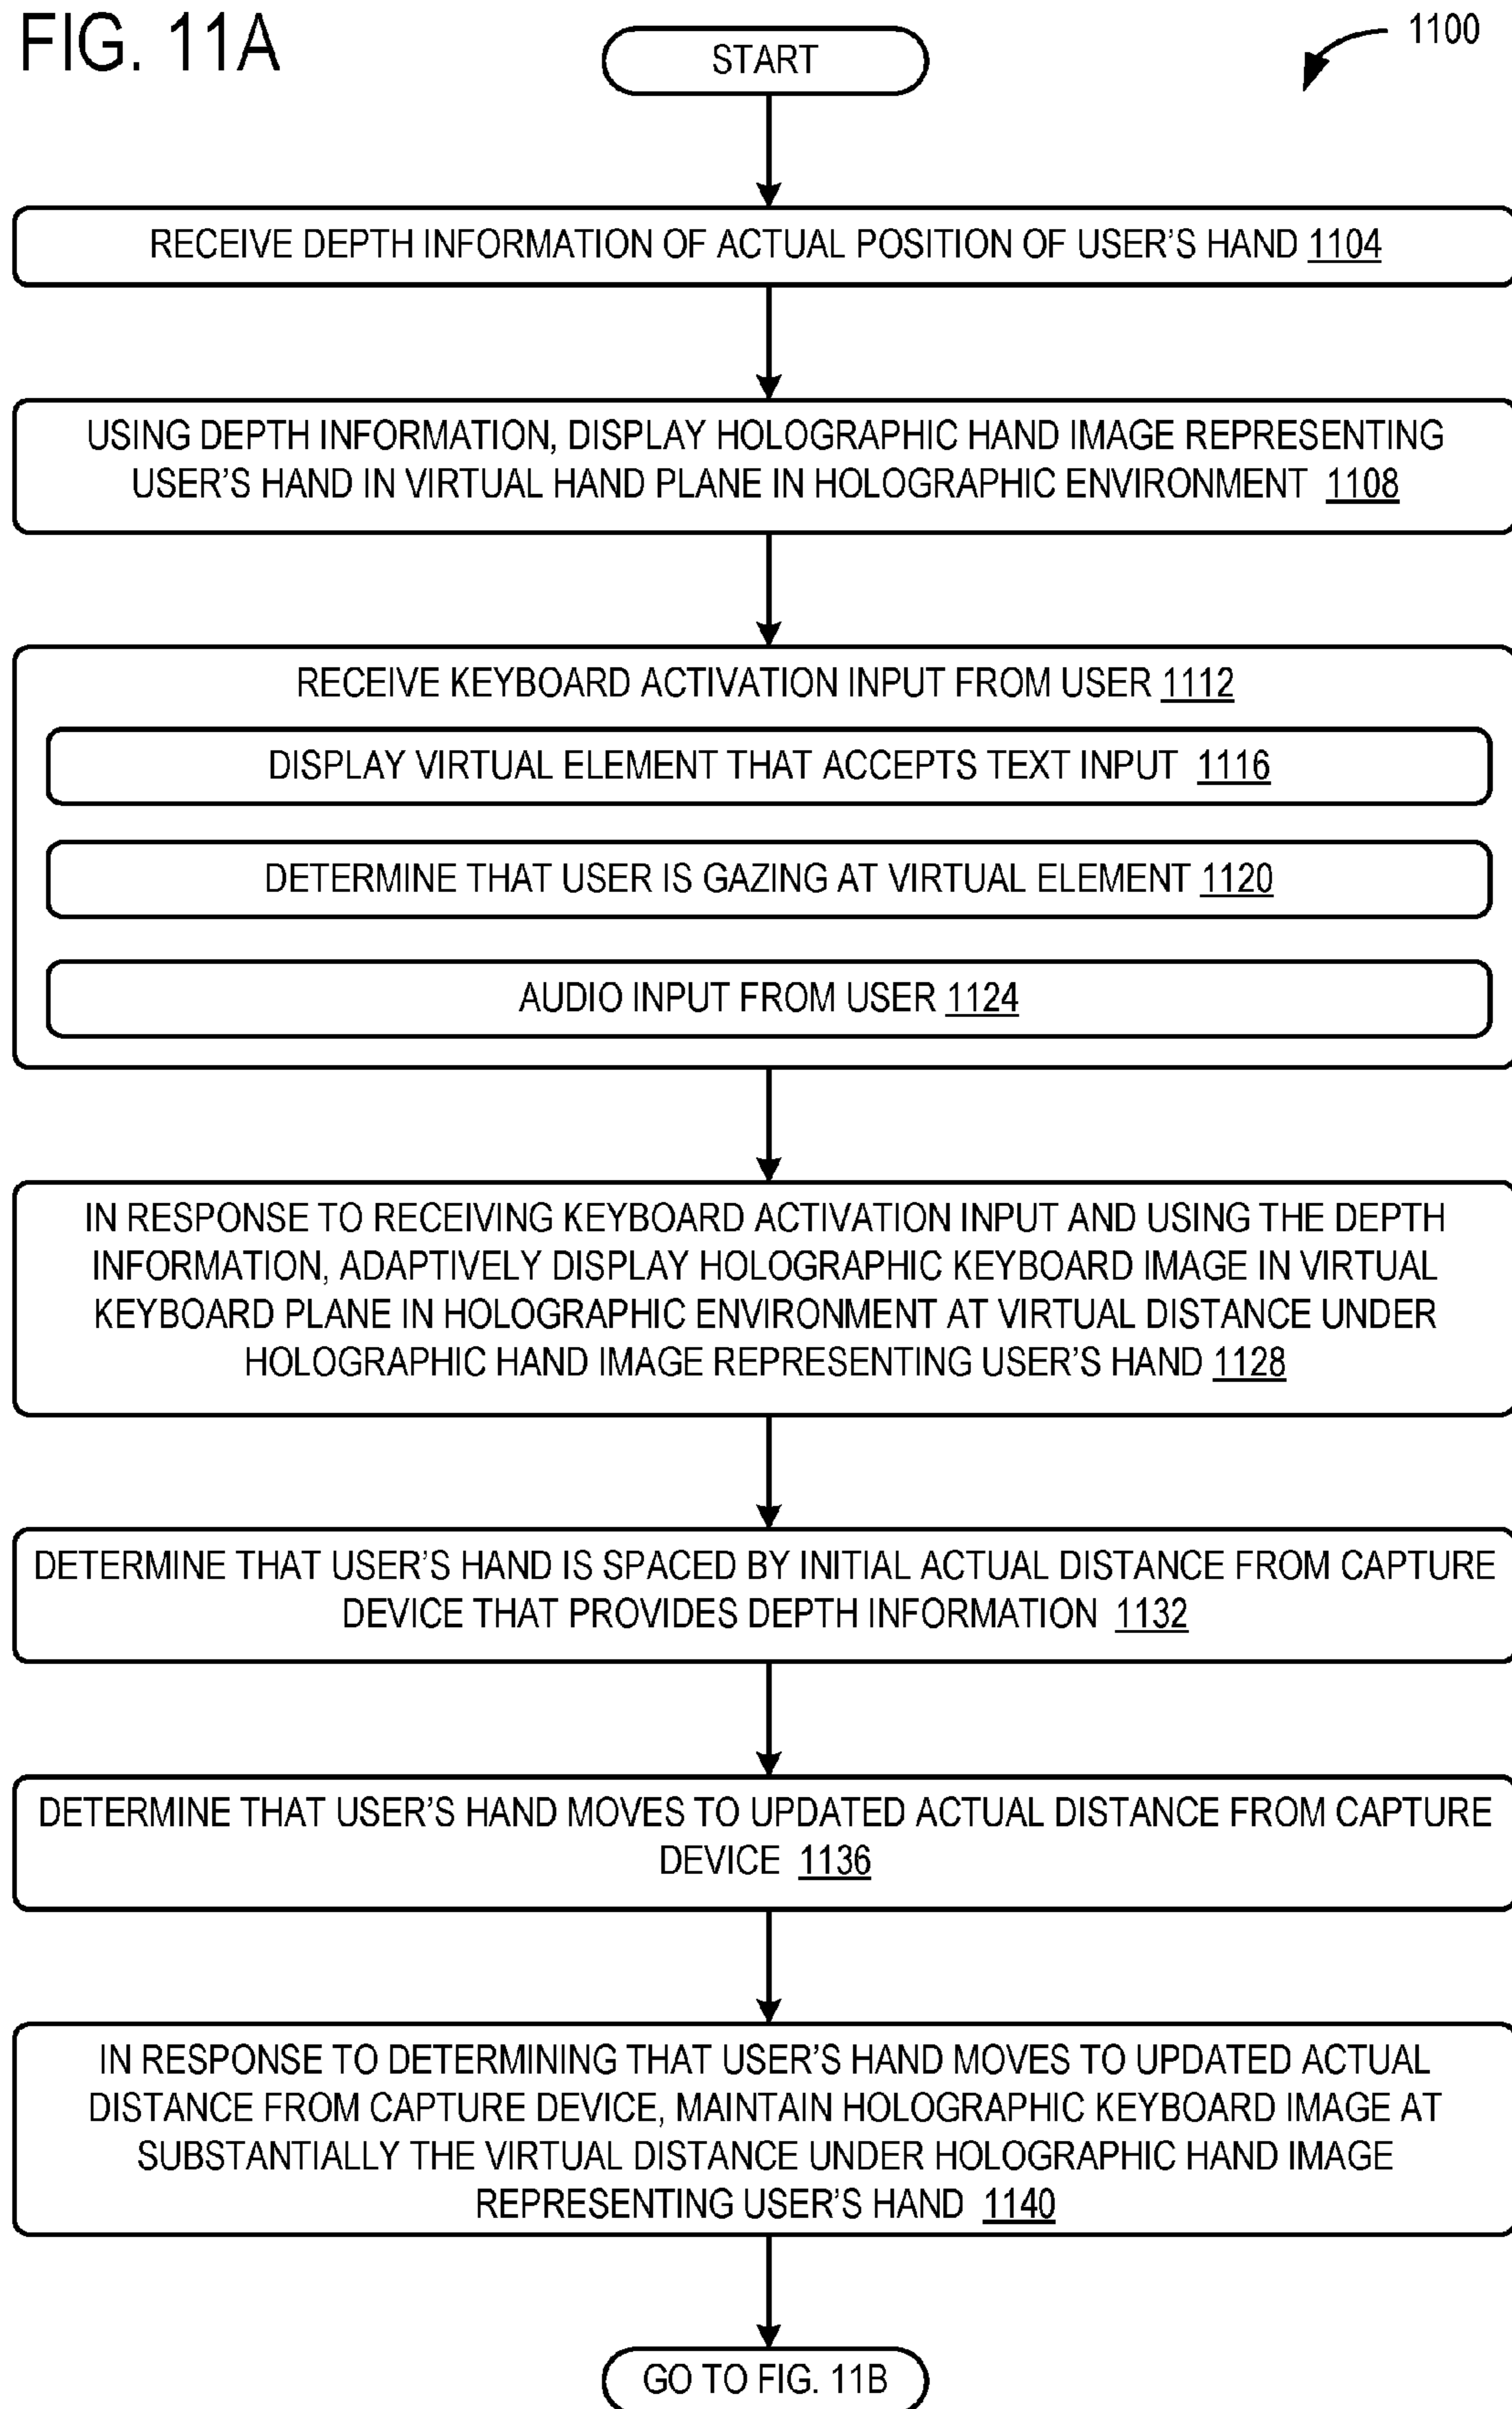 FIG. 11A
1100
START
RECEIVE DEPTH INFORMATION OF ACTUAL POSITION OF USER'S HAND 1104
USING DEPTH INFORMATION, DISPLAY HOLOGRAPHIC HAND IMAGE REPRESENTING
USER'S HAND IN VIRTUAL HAND PLANE IN HOLOGRAPHIC ENVIRONMENT 1108
RECEIVE KEYBOARD ACTIVATION INPUT FROM USER 1112
DISPLAY VIRTUAL ELEMENT THAT ACCEPTS TEXT INPUT 1116
DETERMINE THAT USER IS GAZING AT VIRTUAL ELEMENT 1120
AUDIO INPUT FROM USER 1124
IN RESPONSE TO RECEIVING KEYBOARD ACTIVATION INPUT AND USING THE DEPTH
INFORMATION, ADAPTIVELY DISPLAY HOLOGRAPHIC KEYBOARD IMAGE IN VIRTUAL
KEYBOARD PLANE IN HOLOGRAPHIC ENVIRONMENT AT VIRTUAL DISTANCE UNDER
HOLOGRAPHIC HAND IMAGE REPRESENTING USER'S HAND 1128
DETERMINE THAT USER'S HAND IS SPACED BY INITIAL ACTUAL DISTANCE FROM CAPTURE
DEVICE THAT PROVIDES DEPTH INFORMATION 1132
DETERMINE THAT USER'S HAND MOVES TO UPDATED ACTUAL DISTANCE FROM CAPTURE
DEVICE 1136
IN RESPONSE TO DETERMINING THAT USER'S HAND MOVES TO UPDATED ACTUAL
DISTANCE FROM CAPTURE DEVICE, MAINTAIN HOLOGRAPHIC KEYBOARD IMAGE AT
SUBSTANTIALLY THE VIRTUAL DISTANCE UNDER HOLOGRAPHIC HAND IMAGE
REPRESENTING USER'S HAND 1140
GO TO FIG. 11B